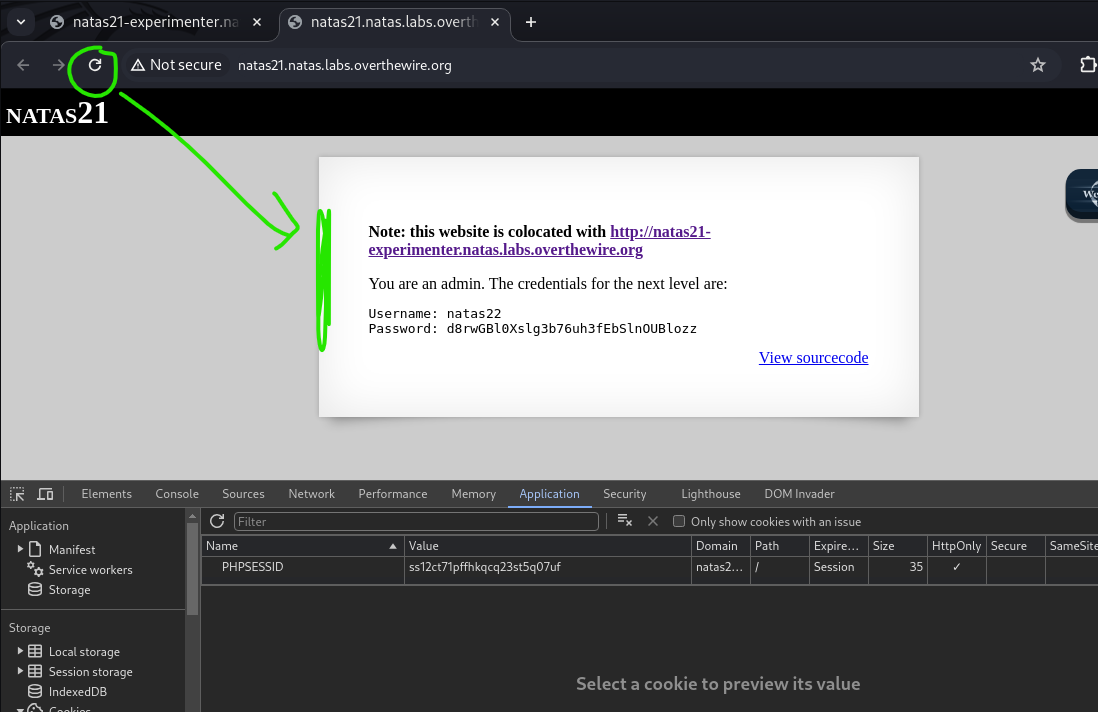 natas21-experimenter.na
natas21.natas.labs.overth
Not secure
natas21.natas.labs.overthewire.org
NATAS21
Note: this website is colocated with http://natas21-
experimenter.natas.labs.overthewire.org
You are an admin. The credentials for the next level are:
Username: natas22
Password: d8rwGBl0Xslg3b76uh3fEbSlnOUBlozz
View sourcecode
We
Elements Console Sources Network Performance Memory Application Security Lighthouse DOM Invader
Application
Manifest
Service workers
Storage
Storage
Local storage
Session storage
IndexedDB
Cookies
Filter
Only show cookies with an issue
Name Value Domain Path Expire... Size HttpOnly Secure SameSite
PHPSESSID ss12ct71pffhkqcq23st5q07uf natas2... / Session 35 ✓
Select a cookie to preview its value